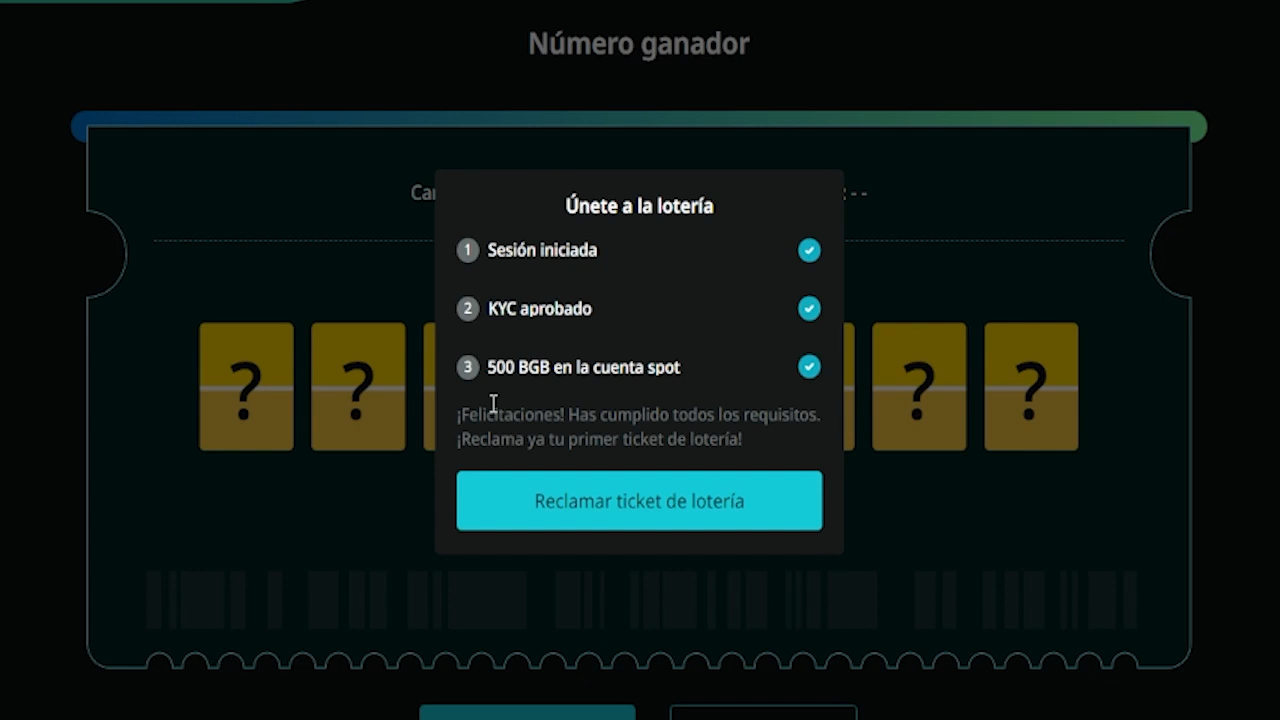 Número ganador
Únete a la lotería
1 Sesión iniciada
2 KYC aprobado
3 500 BGB en la cuenta spot
¡Felicitaciones! Has cumplido todos los requisitos.
¡Reclama ya tu primer ticket de lotería!
Reclamar ticket de lotería
? ? ? ?